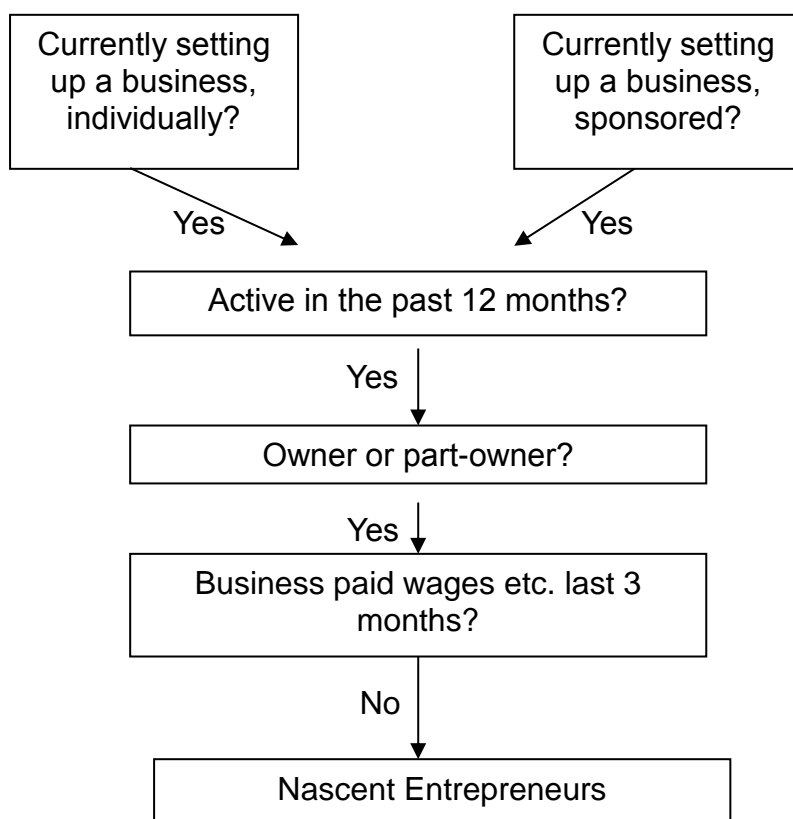 Currently setting
up a business,
individually?
Currently setting
up a business,
sponsored?
Yes
Yes
Active in the past 12 months?
Yes
Owner or part-owner?
Yes
Business paid wages etc. last 3
months?
No
Nascent Entrepreneurs